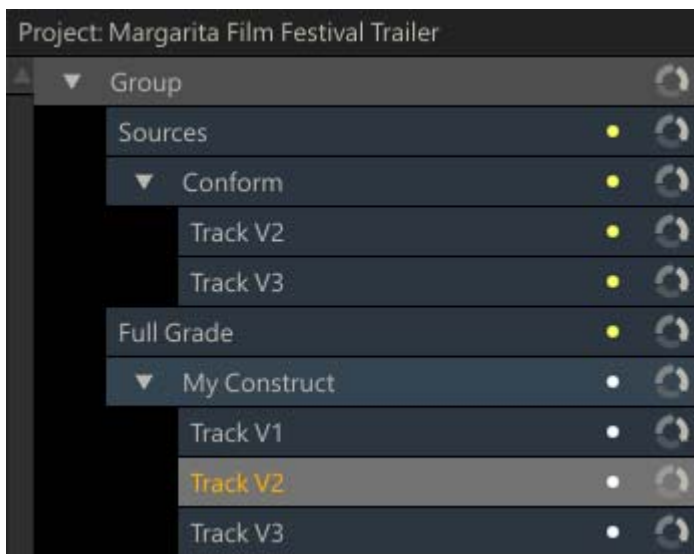 Project: Margarita Film Festival Trailer
Group
Sources
Conform
Track V2
Track V3
Full Grade
My Construct
Track V1
Track V2
Track V3